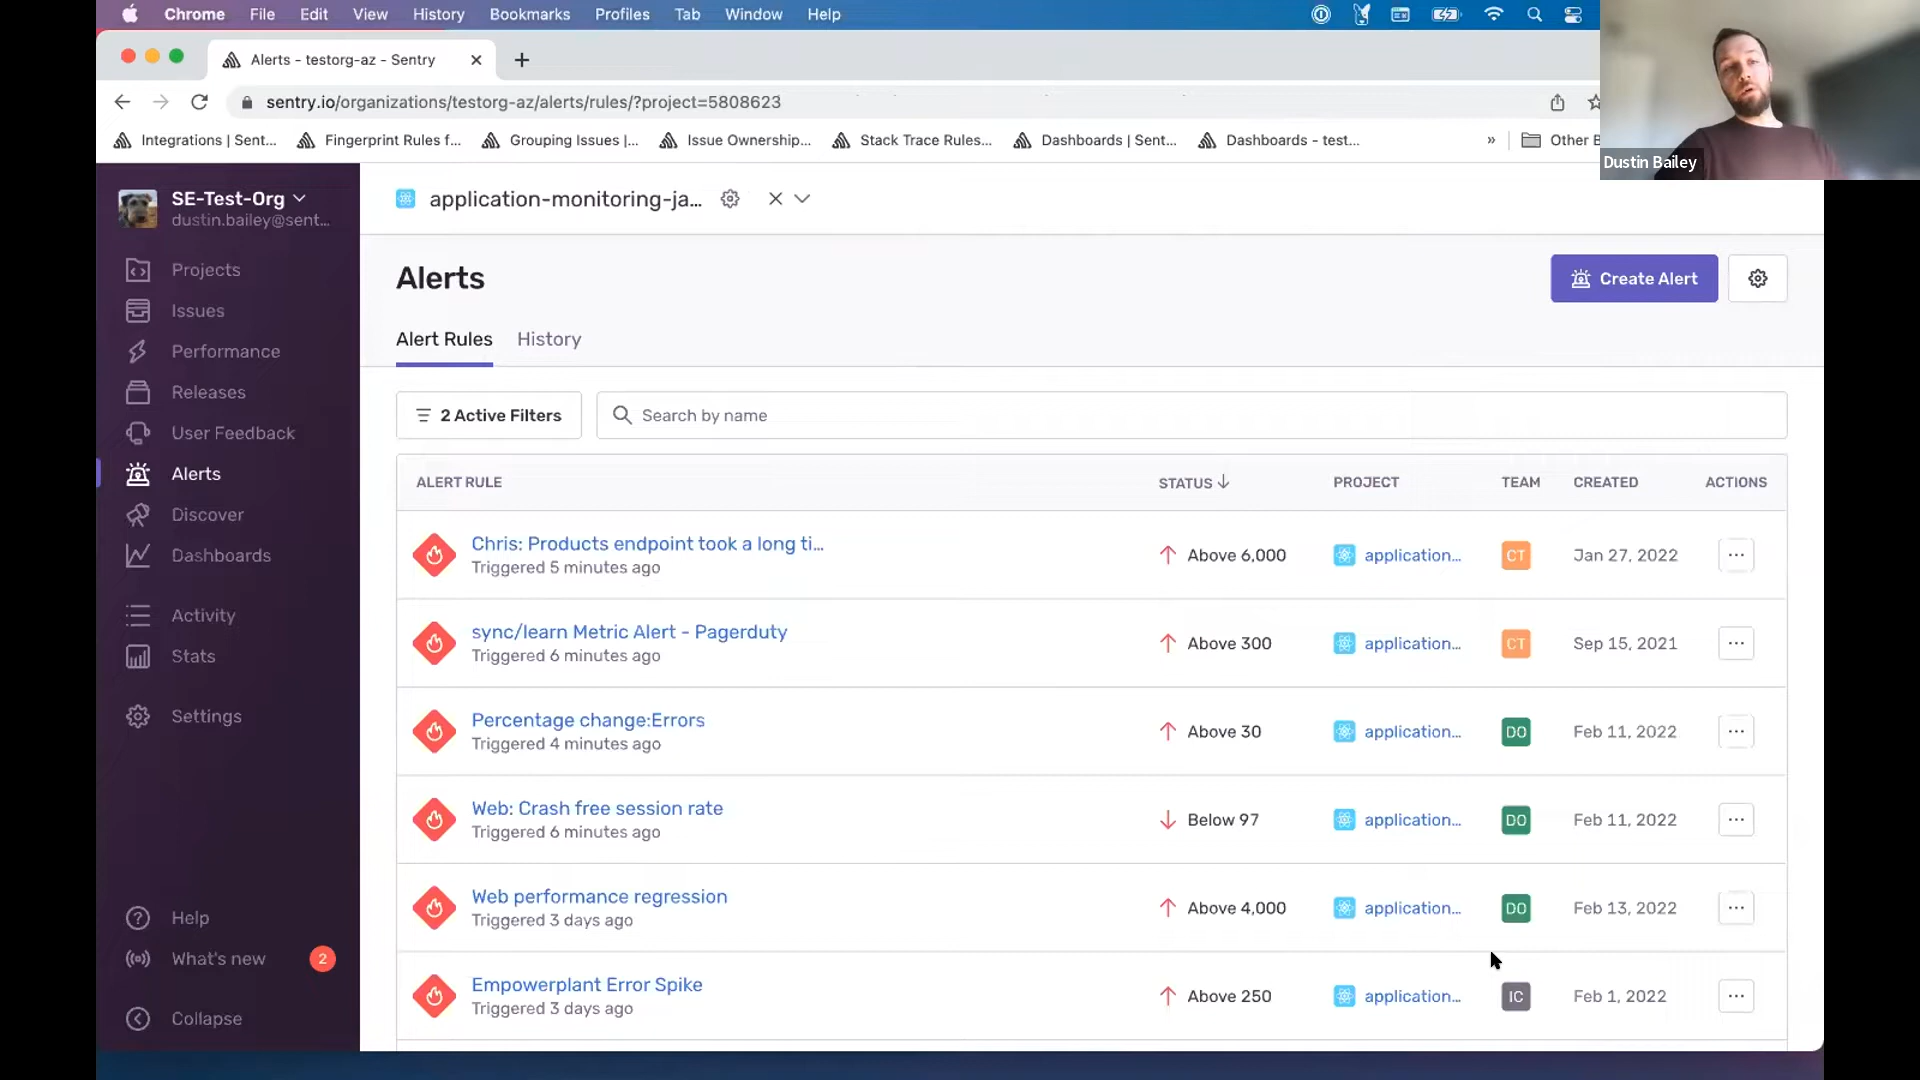 Chrome File Edit View History Bookmarks Profiles Tab Window Help
Alerts - testorg-az - Sentry
sentry.io/organizations/testorg-az/alerts/rules/?project=5808623
Integrations | Sent... Fingerprint Rules f... Grouping Issues |... Issue Ownership... Stack Trace Rules... Dashboards | Sent... Dashboards - test... » Other B
Dustin Bailey
SE-Test-Org
dustin.bailey@sent...
Projects
Issues
Performance
Releases
User Feedback
Alerts
Discover
Dashboards
Activity
Stats
Settings
Help
What's new 2
Collapse
application-monitoring-ja...
Alerts
Create Alert
Alert Rules History
2 Active Filters
Search by name
ALERT RULE STATUS PROJECT TEAM CREATED ACTIONS
Chris: Products endpoint took a long ti...
Triggered 5 minutes ago
Above 6,000 application... CT Jan 27, 2022
sync/learn Metric Alert - Pagerduty
Triggered 6 minutes ago
Above 300 application... CT Sep 15, 2021
Percentage change:Errors
Triggered 4 minutes ago
Above 30 application... DO Feb 11, 2022
Web: Crash free session rate
Triggered 6 minutes ago
Below 97 application... DO Feb 11, 2022
Web performance regression
Triggered 3 days ago
Above 4,000 application... DO Feb 13, 2022
Empowerplant Error Spike
Triggered 3 days ago
Above 250 application... IC Feb 1, 2022